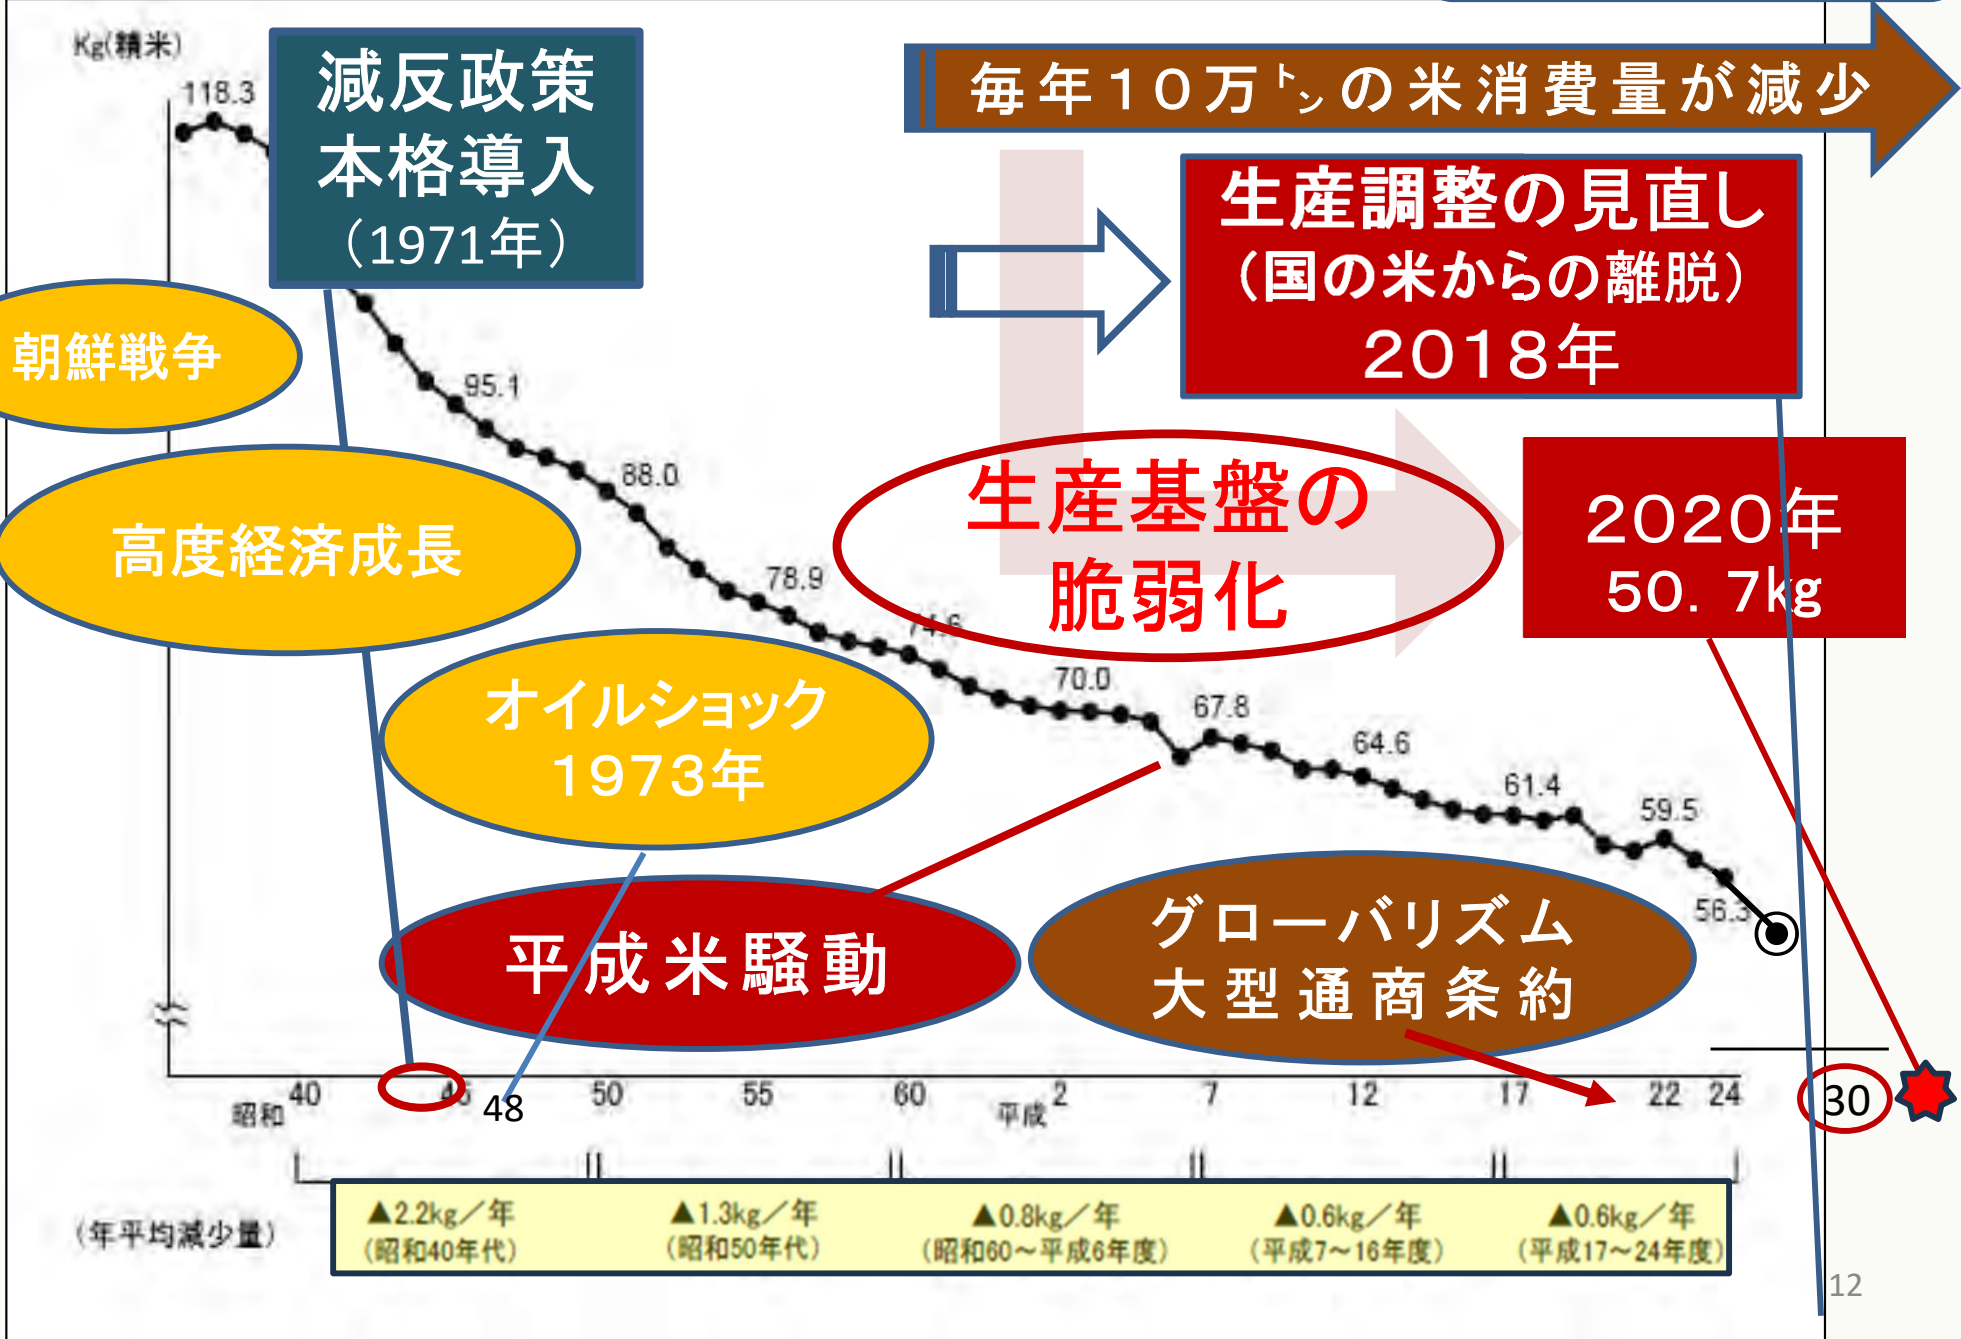 Kg(精米)
118.3
減反政策
本格導入
（1971年）
毎年１０万㌧の米消費量が減少
生産調整の見直し
（国の米からの離脱）
２０１８年
朝鮮戦争
95.1
高度経済成長
88.0
生産基盤の
脆弱化
２０２０年
５０．７㎏
78.9
74.6
オイルショック
１９７３年
70.0
67.8
64.6
61.4
59.5
56.3
平成米騒動
グローバリズム
大型通商条約
昭和 40 45 48 50 55 60 平成 2 7 12 17 22 24 30
(年平均減少量)
▲2.2kg／年
(昭和40年代)
▲1.3kg／年
(昭和50年代)
▲0.8kg／年
(昭和60～平成6年度)
▲0.6kg／年
(平成7～16年度)
▲0.6kg／年
(平成17～24年度)
12